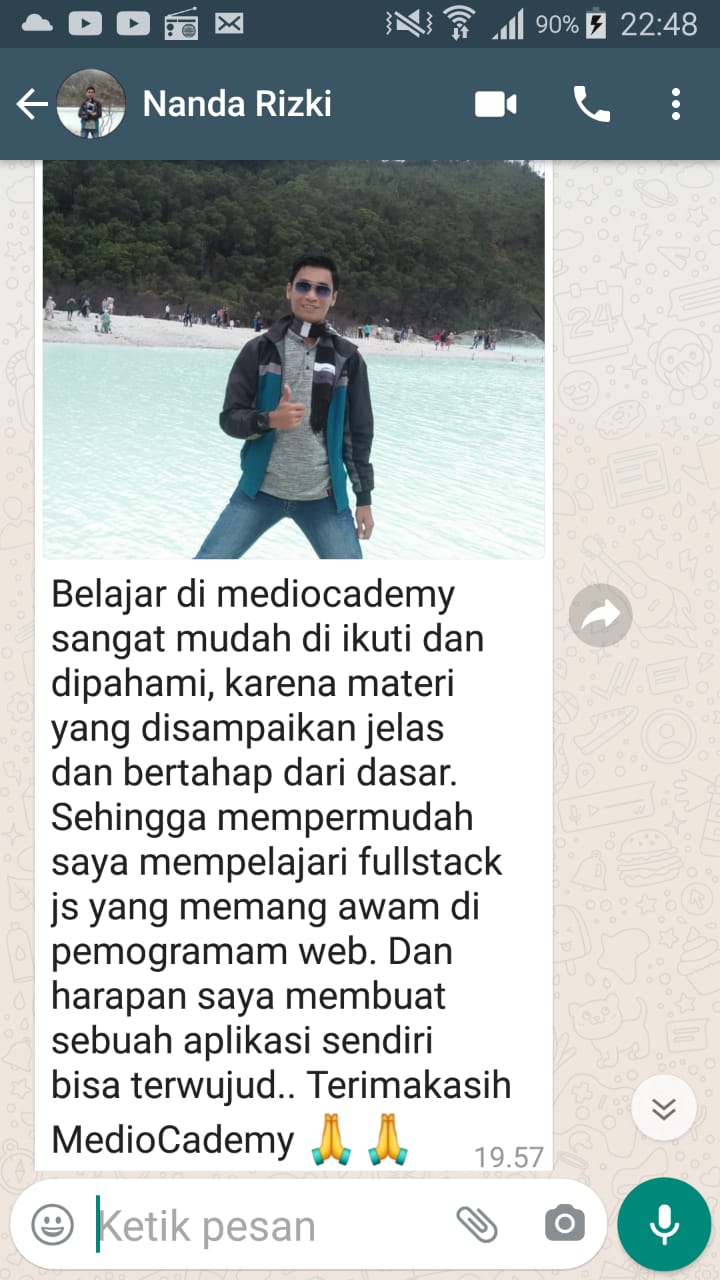 90% 22:48
Nanda Rizki
Belajar di mediocademy
sangat mudah di ikuti dan
dipahami, karena materi
yang disampaikan jelas
dan bertahap dari dasar.
Sehingga mempermudah
saya mempelajari fullstack
js yang memang awam di
pemogramam web. Dan
harapan saya membuat
sebuah aplikasi sendiri
bisa terwujud.. Terimakasih
MedioCademy 🙏 🙏 19.57
Ketik pesan